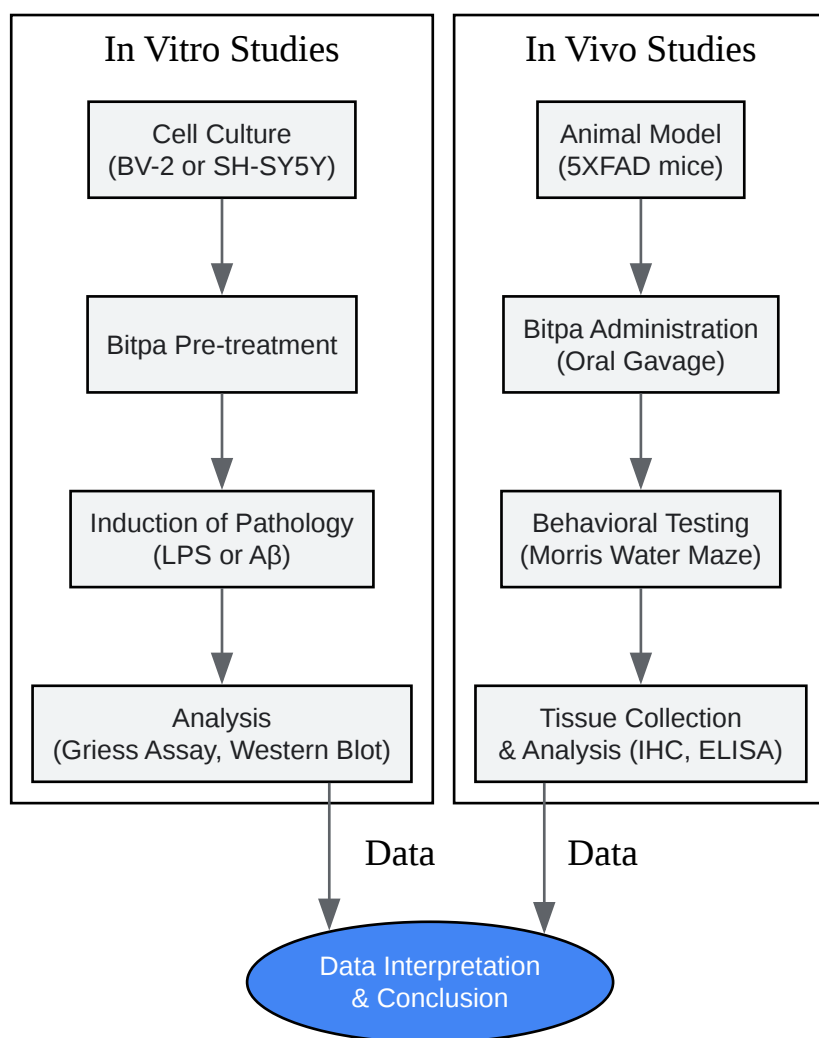 In Vitro Studies
Cell Culture
(BV-2 or SH-SY5Y)
Bitpa Pre-treatment
Induction of Pathology
(LPS or Aβ)
Analysis
(Griess Assay, Western Blot)
Data
In Vivo Studies
Animal Model
(5XFAD mice)
Bitpa Administration
(Oral Gavage)
Behavioral Testing
(Morris Water Maze)
Tissue Collection
& Analysis (IHC, ELISA)
Data
Data Interpretation
& Conclusion